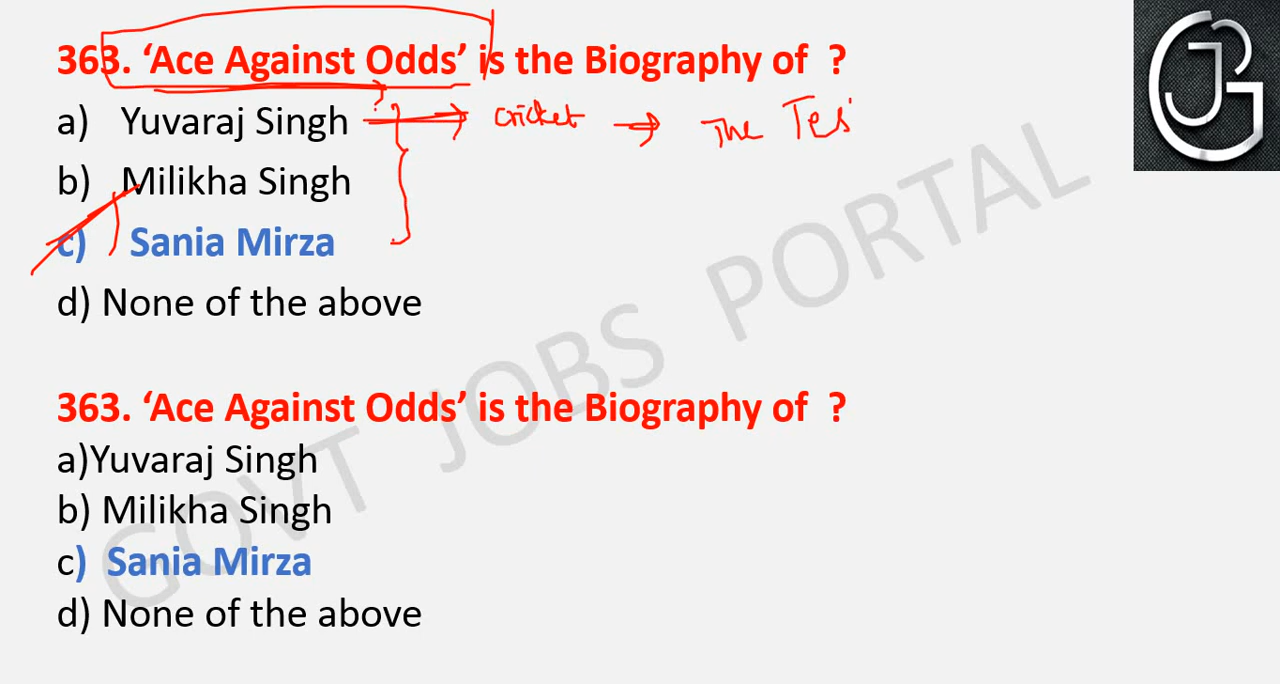 363. ‘Ace Against Odds’ is the Biography of ?
a) Yuvaraj Singh → cricket → The Tes
b) Milikha Singh
c) Sania Mirza
d) None of the above
363. ‘Ace Against Odds’ is the Biography of ?
a)Yuvaraj Singh
b) Milikha Singh
c) Sania Mirza
d) None of the above
GOVT JOBS PORTAL
GJ